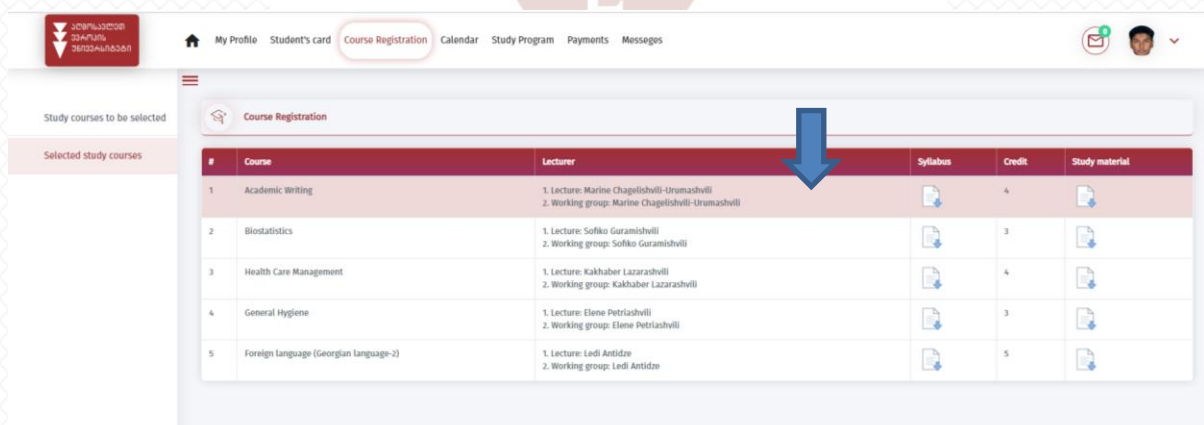 აღმოსავლეთ
ევროპის
უნივერსიტეტი
My Profile Student's card Course Registration Calendar Study Program Payments Messeges
0
Study courses to be selected
Selected study courses
Course Registration
# Course Lecturer Syllabus Credit Study material
1 Academic Writing 1. Lecture: Marine Chagelishvili-Urumashvili 4
2. Working group: Marine Chagelishvili-Urumashvili
2 Biostatistics 1. Lecture: Sofiko Guramishvili 3
2. Working group: Sofiko Guramishvili
3 Health Care Management 1. Lecture: Kakhaber Lazarashvili 4
2. Working group: Kakhaber Lazarashvili
4 General Hygiene 1. Lecture: Elene Petriashvili 3
2. Working group: Elene Petriashvili
5 Foreign language (Georgian language-2) 1. Lecture: Ledi Antidze 5
2. Working group: Ledi Antidze